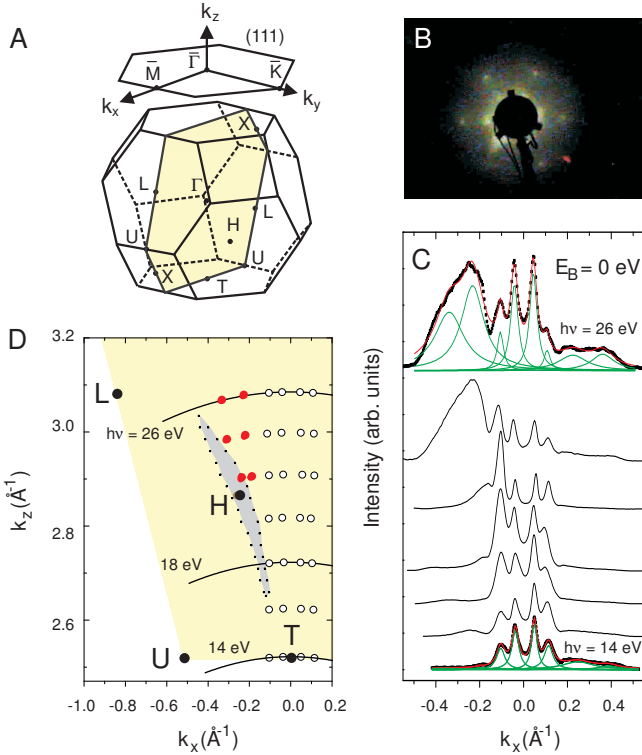 A
k_z
(111)
M̄
Γ̄
K̄
k_x
k_y
X
L
Γ
L
H
U
U
X
T
B
C
E_B = 0 eV
hν = 26 eV
Intensity (arb. units)
hν = 14 eV
-0.4 -0.2 0.0 0.2 0.4
k_x(Å⁻¹)
D
3.2
L
3.0
hν = 26 eV
k_z(Å⁻¹)
H
2.8
18 eV
2.6
U
14 eV
T
-1.0 -0.8 -0.6 -0.4 -0.2 0.0 0.2
k_x(Å⁻¹)